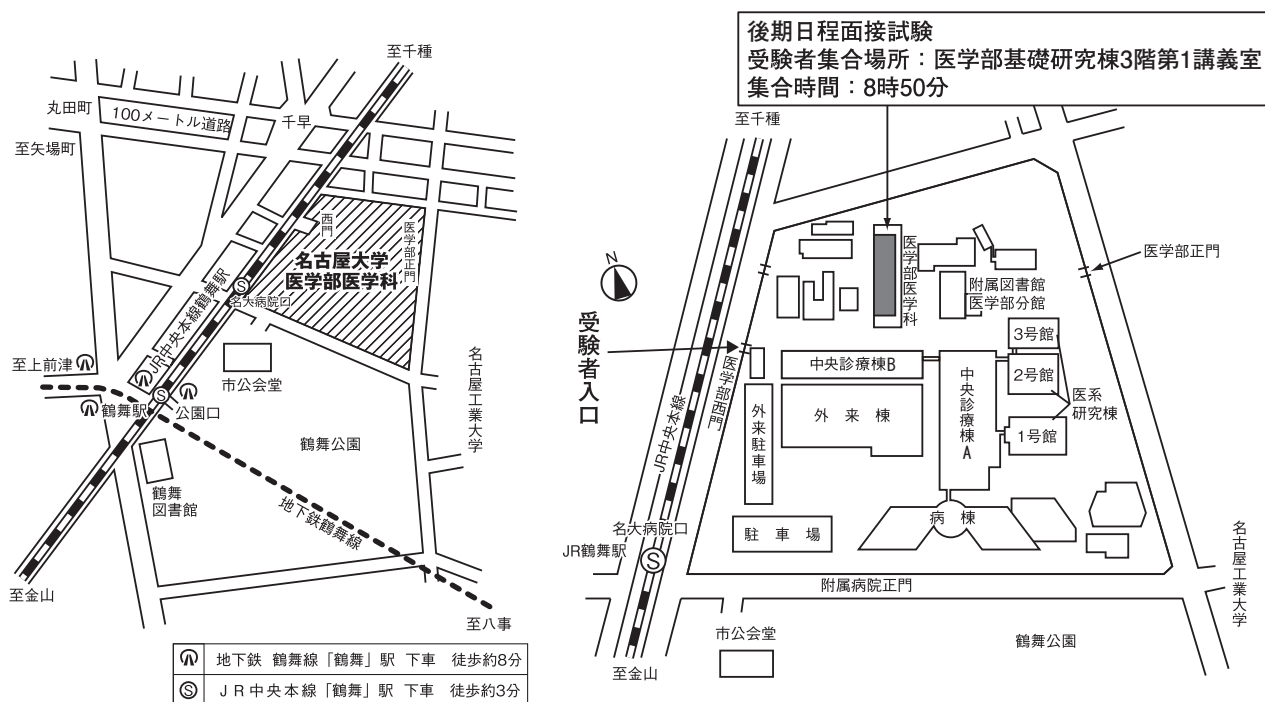 後期日程面接試験
受験者集合場所：医学部基礎研究棟3階第1講義室
集合時間：8時50分
至千種
丸田町
100メートル道路
千早
至矢場町
西門
医学部正門
名古屋大学
医学部医学科
JR中央本線鶴舞駅
S
名大病院口
至上前津
市公会堂
鶴舞駅
S
公園口
名古屋工業大学
鶴舞公園
鶴舞
図書館
地下鉄鶴舞線
至金山
至八事
地下鉄 鶴舞線「鶴舞」駅 下車 徒歩約8分
S JR中央本線「鶴舞」駅 下車 徒歩約3分
至千種
N
医学部正門
医学部医学科
附属図書館
医学部分館
受験者入口
3号館
中央診療棟B
2号館
医系
研究棟
医学部西門
JR中央本線
外来棟
中央診療棟A
1号館
外来駐車場
病棟
名大病院口
駐車場
JR鶴舞駅
S
名古屋工業大学
附属病院正門
市公会堂
鶴舞公園
至金山